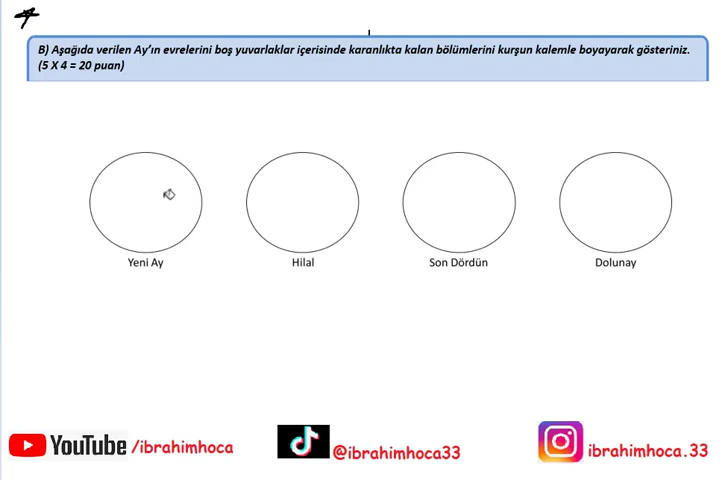 B) Aşağıda verilen Ay'ın evrelerini boş yuvarlaklar içerisinde karanlıkta kalan bölümlerini kurşun kalemle boyayarak gösteriniz.
(5 X 4 = 20 puan)
Yeni Ay
Hilal
Son Dördün
Dolunay
YouTube /ibrahimhoca
@ibrahimhoca33
ibrahimhoca.33